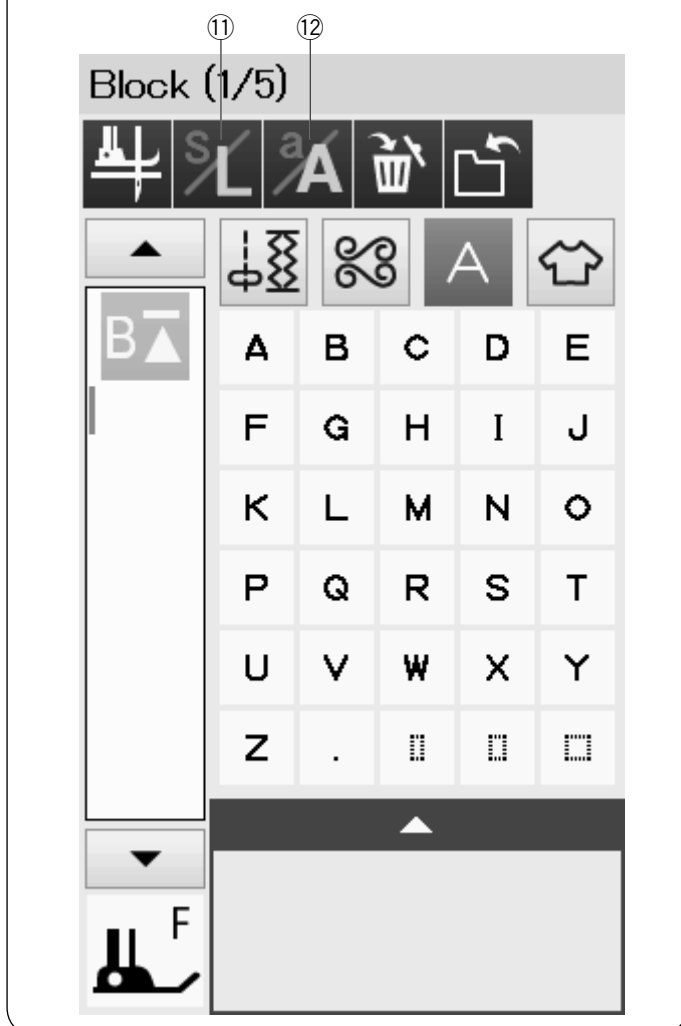 ⑪ ⑫
Block (1/5)
S/L a/A
A
B
A B C D E
F G H I J
K L M N O
P Q R S T
U V W X Y
Z .
F